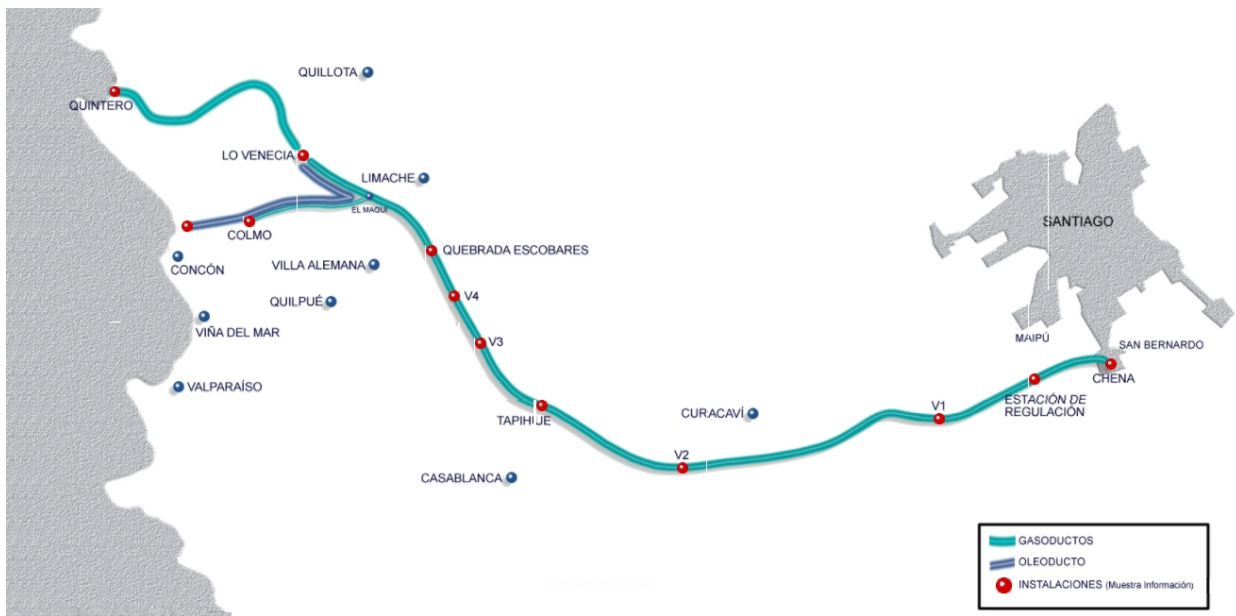 QUILLOTA
QUINTERO
LO VENECIA
LIMACHE
EL MAQUI
COLMO
SANTIAGO
QUEBRADA ESCOBARES
CONCÓN
VILLA ALEMANA
V4
QUILPUÉ
VIÑA DEL MAR
V3
MAIPÚ
SAN BERNARDO
CHENA
VALPARAÍSO
ESTACIÓN DE
REGULACIÓN
V1
CURACAVÍ
TAPIHUE
V2
CASABLANCA
GASODUCTOS
OLEODUCTO
INSTALACIONES (Muestra Información)